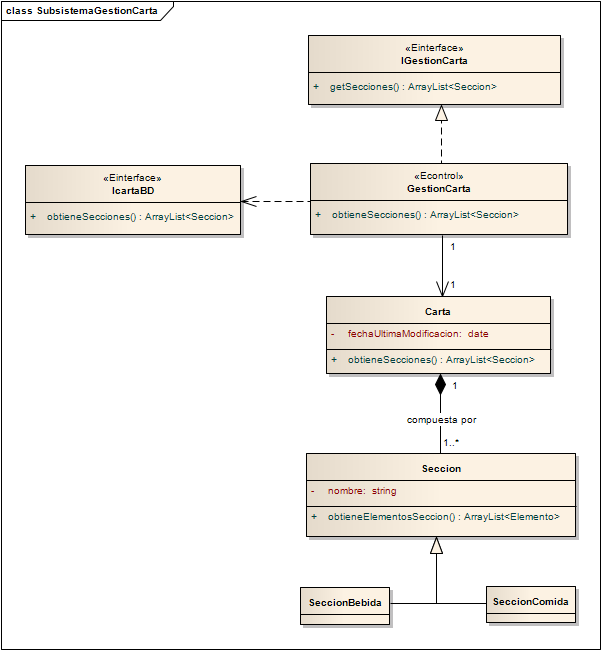 class SubsistemaGestionCarta
«Einterface»
IGestionCarta
+ getSecciones() : ArrayList<Seccion>
«Einterface»
IcartaBD
+ obtieneSecciones() : ArrayList<Seccion>
«Econtrol»
GestionCarta
+ obtieneSecciones() : ArrayList<Seccion>
1
1
Carta
- fechaUltimaModificacion: date
+ obtieneSecciones() : ArrayList<Seccion>
1
compuesta por
1..*
Seccion
- nombre: string
+ obtieneElementosSeccion() : ArrayList<Elemento>
SeccionBebida
SeccionComida